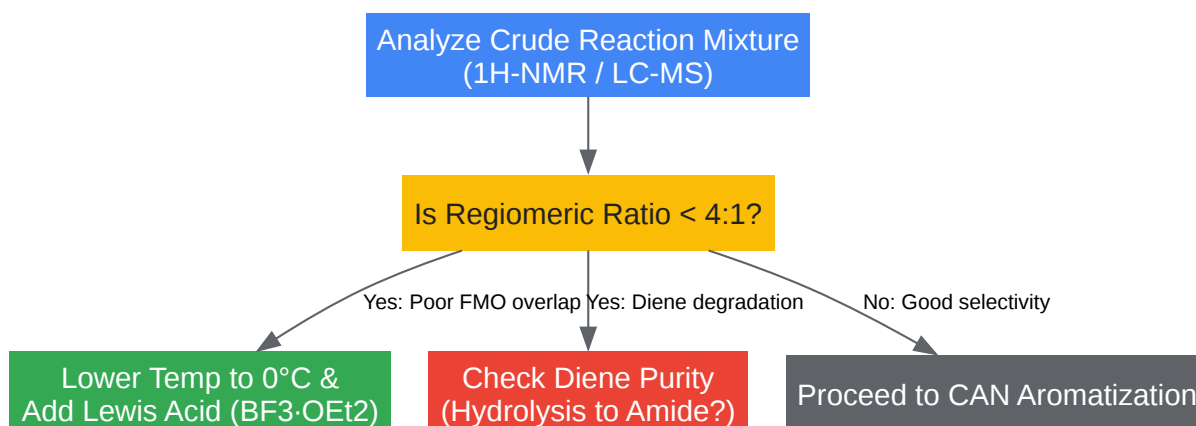 Analyze Crude Reaction Mixture
(1H-NMR / LC-MS)
Is Regiomeric Ratio < 4:1?
Yes: Poor FMO overlap
Yes: Diene degradation
No: Good selectivity
Lower Temp to 0°C &
Add Lewis Acid (BF3·OEt2)
Check Diene Purity
(Hydrolysis to Amide?)
Proceed to CAN Aromatization